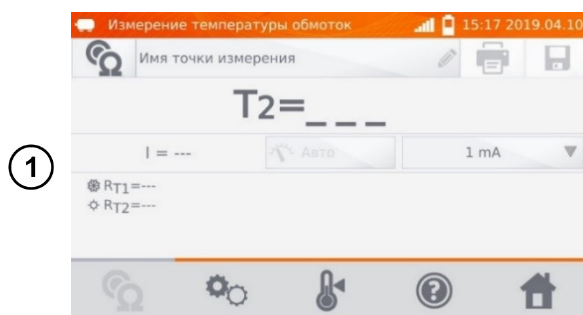 Измерение температуры обмоток 15:17 2019.04.10
Имя точки измерения
T2=_ _ _
I = --- Авто 1 mA
1
RT1=---
RT2=---
?